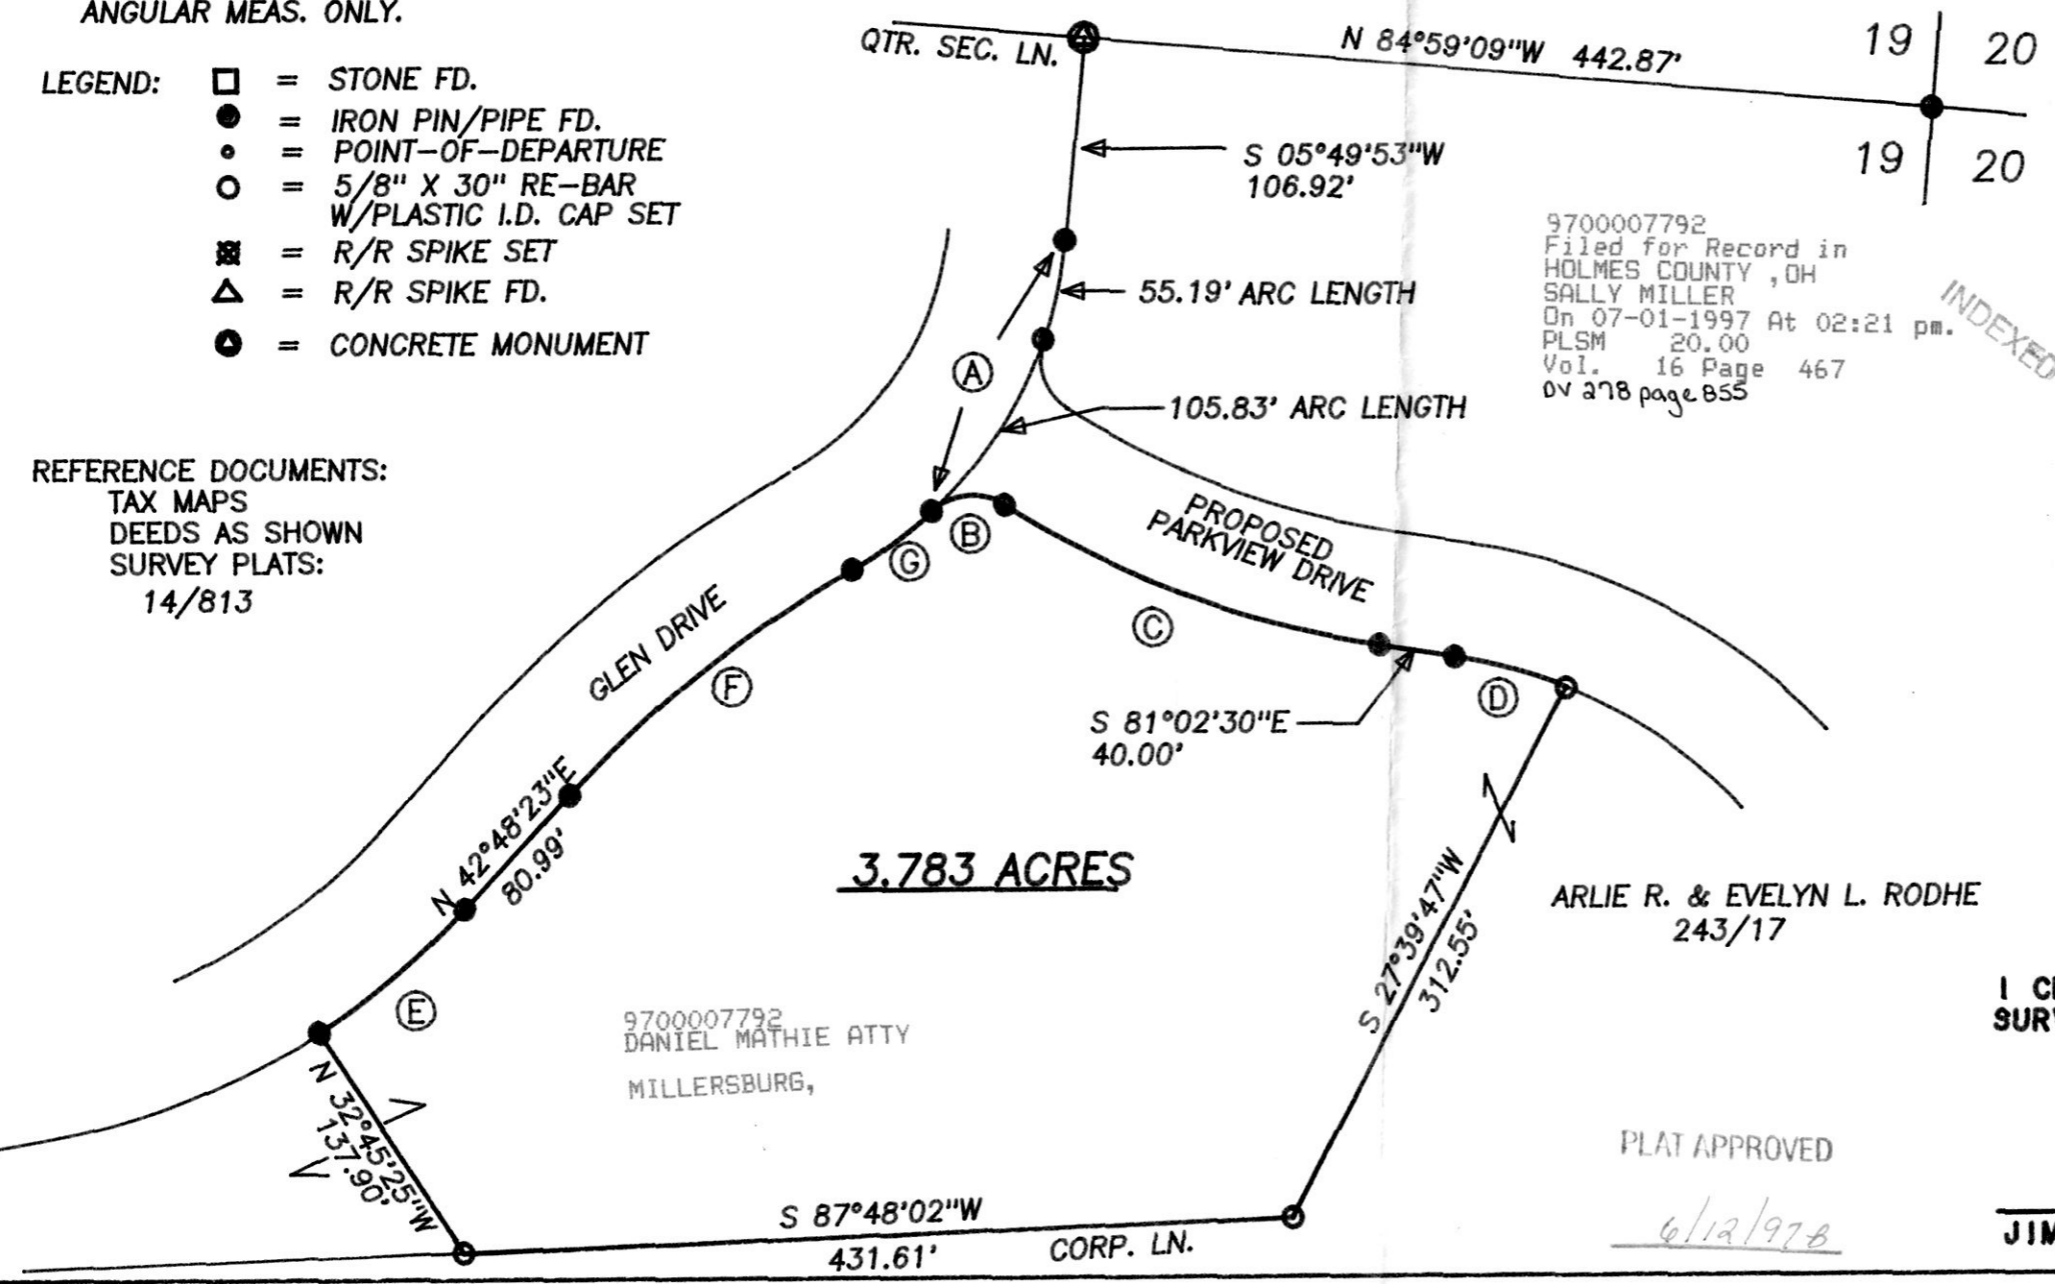 ANGULAR MEAS. ONLY.
LEGEND:
= STONE FD.
= IRON PIN/PIPE FD.
= POINT-OF-DEPARTURE
= 5/8" X 30" RE-BAR
W/PLASTIC I.D. CAP SET
= R/R SPIKE SET
= R/R SPIKE FD.
= CONCRETE MONUMENT
REFERENCE DOCUMENTS:
TAX MAPS
DEEDS AS SHOWN
SURVEY PLATS:
14/813
QTR. SEC. LN.
N 84°59'09"W 442.87'
19 20
19 20
S 05°49'53"W
106.92'
55.19' ARC LENGTH
A
105.83' ARC LENGTH
9700007792
Filed for Record in
HOLMES COUNTY ,OH
SALLY MILLER
On 07-01-1997 At 02:21 pm.
PLSM 20.00
Vol. 16 Page 467
DV 278 page 855
INDEXED
PROPOSED
PARKVIEW DRIVE
B
G
C
D
GLEN DRIVE
F
S 81°02'30"E
40.00'
N 42°48'23"E
80.99'
3.783 ACRES
S 27°39'47"W
312.55'
ARLIE R. & EVELYN L. RODHE
243/17
E
9700007792
DANIEL MATHIE ATTY
MILLERSBURG,
N 32°45'25"W
137.90'
S 87°48'02"W
431.61'
CORP. LN.
PLAT APPROVED
6/12/97
I
SUR
JIM